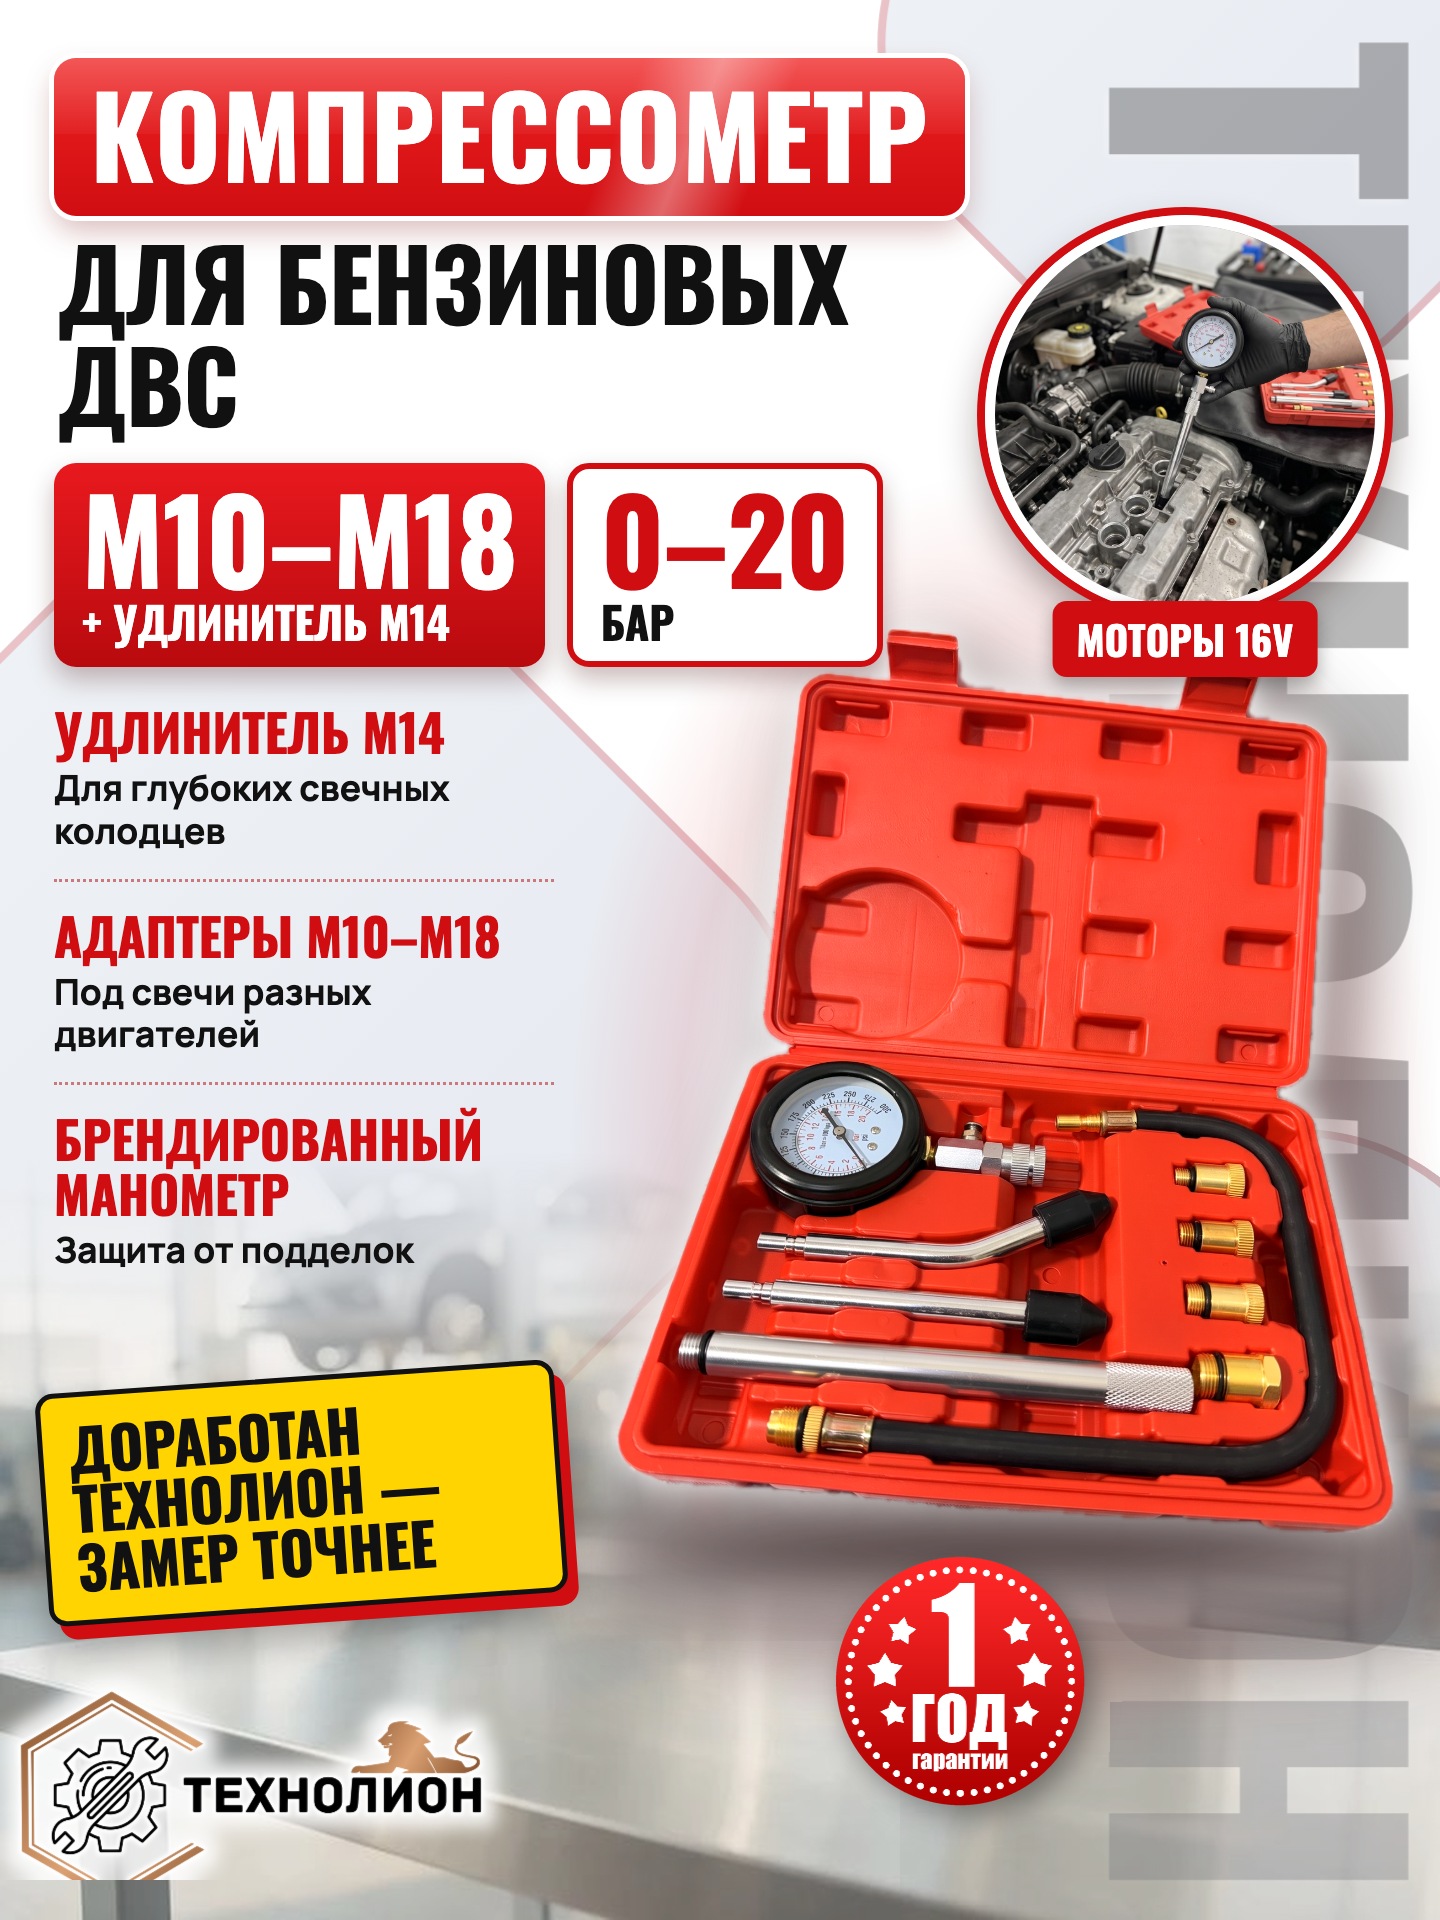 КОМПРЕССОМЕТР
ДЛЯ БЕНЗИНОВЫХ
ДВС
М10–М18
+ УДЛИНИТЕЛЬ М14
0–20
БАР
МОТОРЫ 16V
УДЛИНИТЕЛЬ М14
Для глубоких свечных
колодцев
АДАПТЕРЫ М10–М18
Под свечи разных
двигателей
БРЕНДИРОВАННЫЙ
МАНОМЕТР
Защита от подделок
ДОРАБОТАН
ТЕХНОЛИОН —
ЗАМЕР ТОЧНЕЕ
ТЕХНОЛИОН
1
ГОД
гарантии